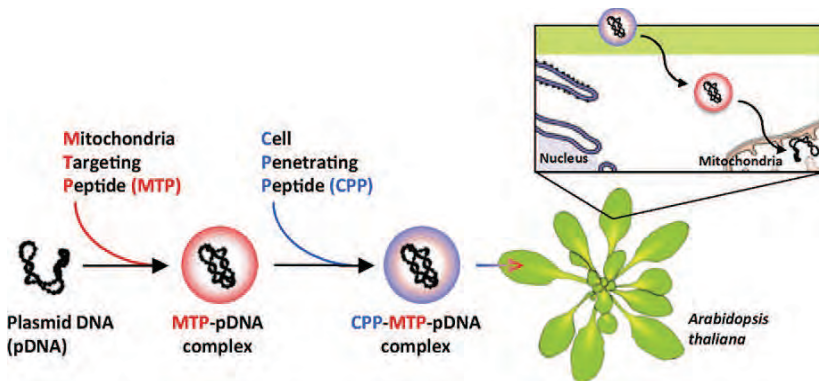 Nucleus
Mitochondria
Mitochondria
Targeting
Peptide (MTP)
Cell
Penetrating
Peptide (CPP)
Plasmid DNA
(pDNA)
MTP-pDNA
complex
CPP-MTP-pDNA
complex
Arabidopsis
thaliana